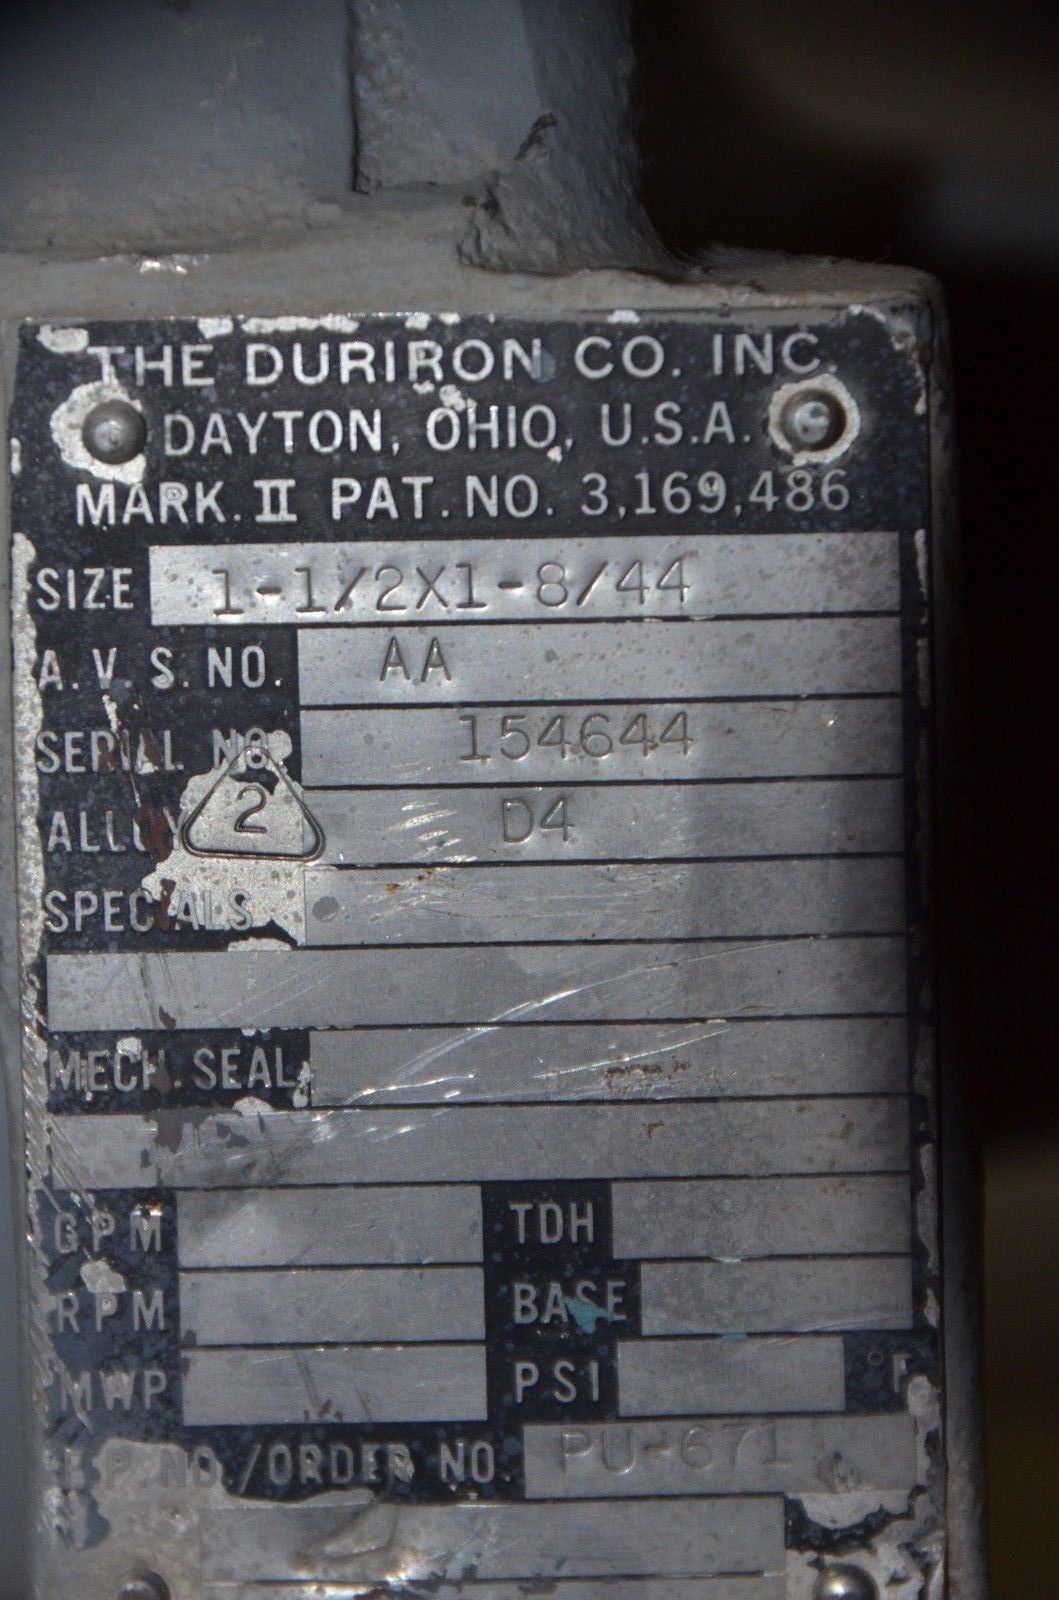 THE DURIRON CO. INC.
DAYTON, OHIO, U.S.A.
MARK. II PAT. NO. 3,169,486
SIZE 1-1/2X1-8/44
A.V.S. NO. AA
SERIAL NO. 154644
ALLOY 2 D4
SPECIALS
MECH. SEAL
GPM TDH
RPM BASE
MWP PSI °F
NO./ORDER NO. PU-671